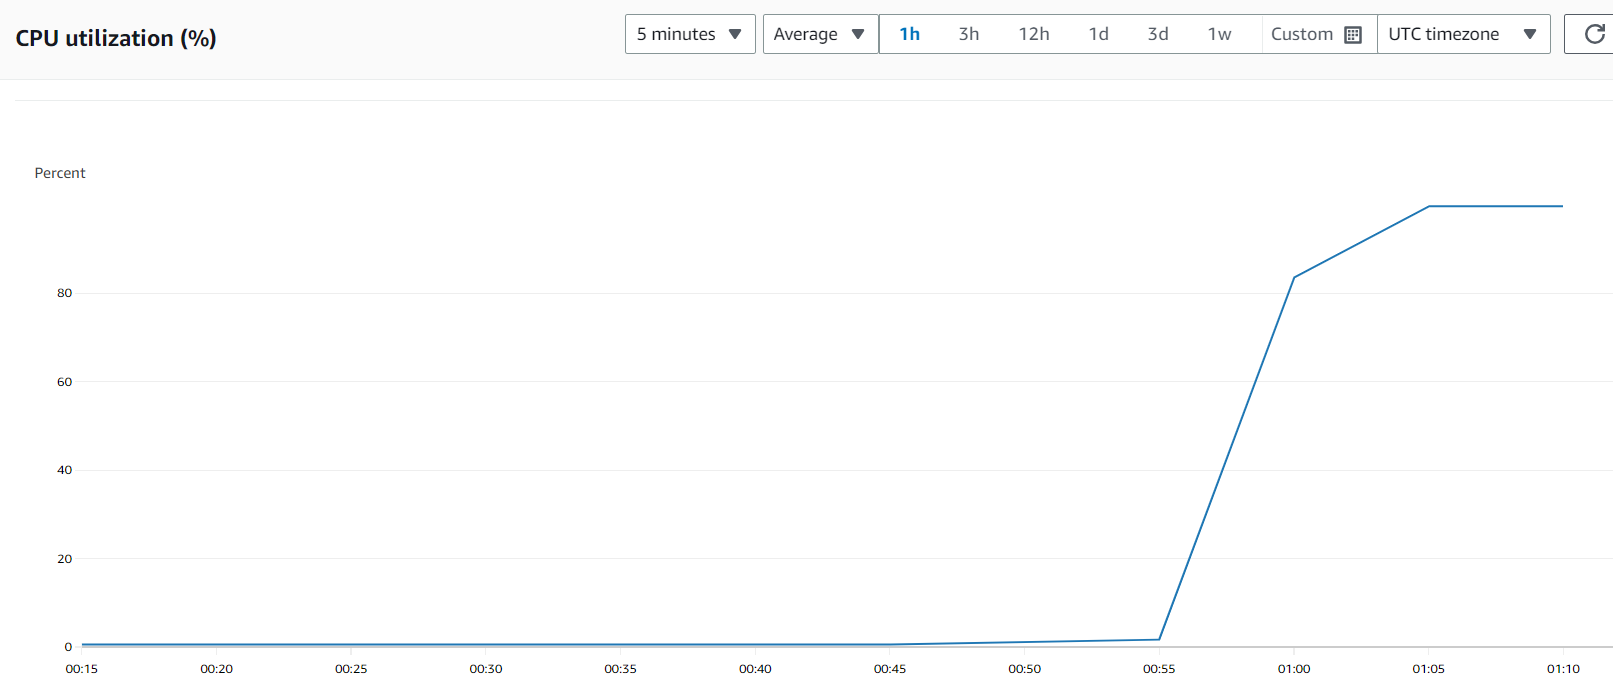 CPU utilization (%)
5 minutes
Average
1h 3h 12h 1d 3d 1w Custom
UTC timezone
Percent
80
60
40
20
0
00:15 00:20 00:25 00:30 00:35 00:40 00:45 00:50 00:55 01:00 01:05 01:10